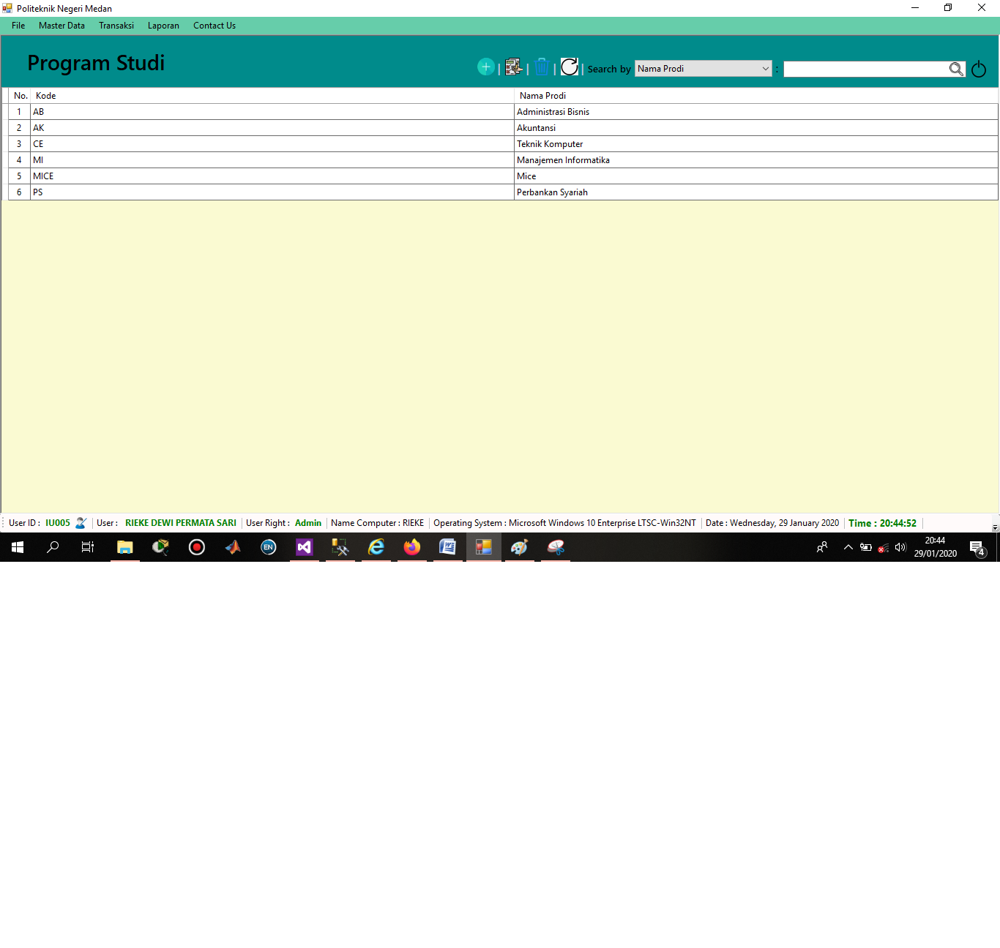 Politeknik Negeri Medan
File Master Data Transaksi Laporan Contact Us
Program Studi | | | | Search by Nama Prodi :
No. Kode Nama Prodi
1 AB Administrasi Bisnis
2 AK Akuntansi
3 CE Teknik Komputer
4 MI Manajemen Informatika
5 MICE Mice
6 PS Perbankan Syariah
User ID : IU005 User : RIEKE DEWI PERMATA SARI User Right : Admin Name Computer : RIEKE Operating System : Microsoft Windows 10 Enterprise LTSC-Win32NT Date : Wednesday, 29 January 2020 Time : 20:44:52
EN 20:44
29/01/2020 4